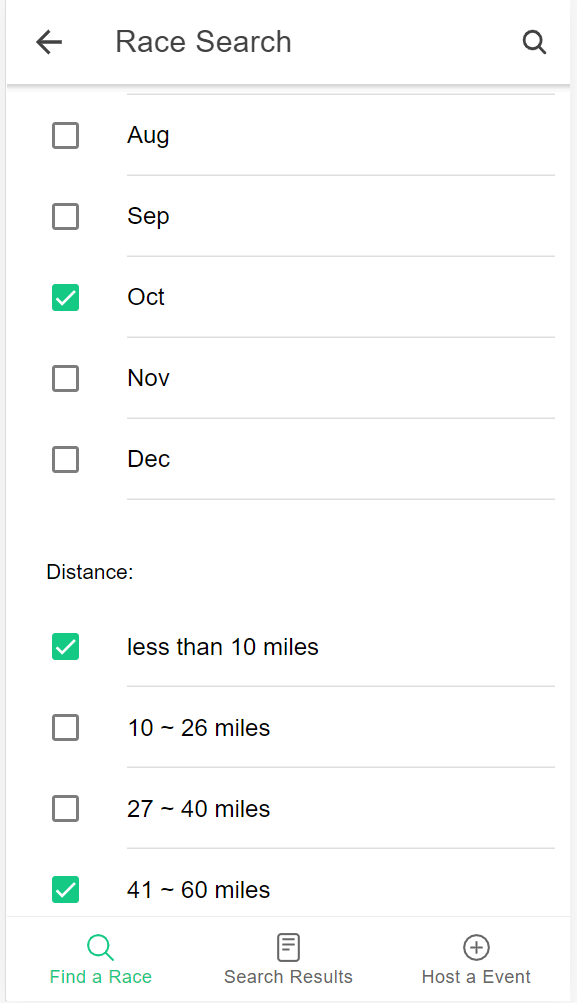 Race Search
Aug
Sep
Oct
Nov
Dec
Distance:
less than 10 miles
10 ~ 26 miles
27 ~ 40 miles
41 ~ 60 miles
Find a Race
Search Results
Host a Event